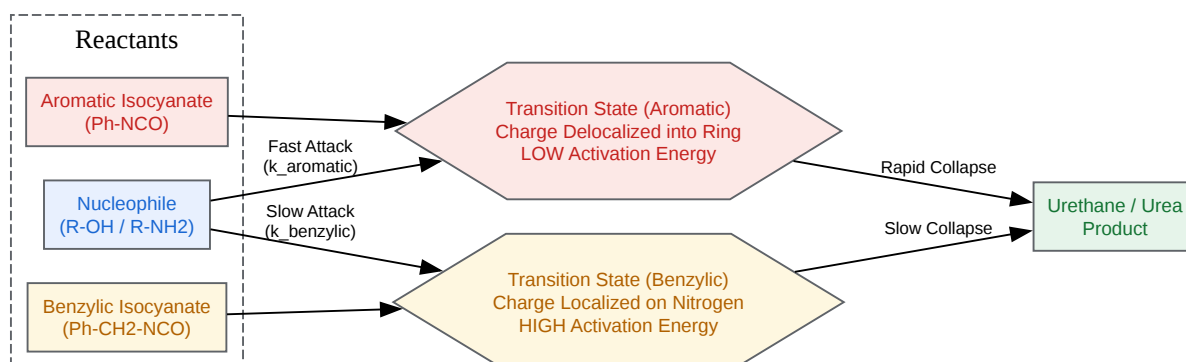 Reactants
Aromatic Isocyanate
(Ph-NCO)
Nucleophile
(R-OH / R-NH2)
Benzylic Isocyanate
(Ph-CH2-NCO)
Fast Attack
(k_aromatic)
Slow Attack
(k_benzylic)
Transition State (Aromatic)
Charge Delocalized into Ring
LOW Activation Energy
Transition State (Benzylic)
Charge Localized on Nitrogen
HIGH Activation Energy
Rapid Collapse
Slow Collapse
Urethane / Urea
Product